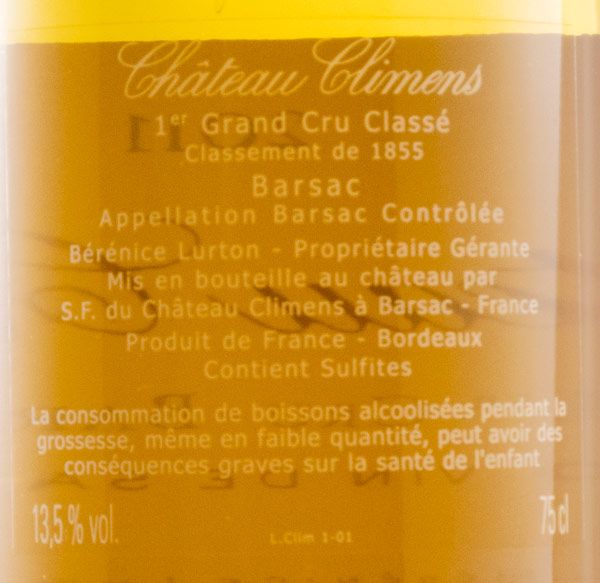 Château Climens
1er Grand Cru Classé
2011
Classement de 1855
Barsac
Appellation Barsac Contrôlée
Bérénice Lurton - Propriétaire Gérante
Mis en bouteille au château par
S.F. du Château Climens à Barsac - France
Produit de France - Bordeaux
Contient Sulfites
La consommation de boissons alcoolisées pendant la
grossesse, même en faible quantité, peut avoir des
conséquences graves sur la santé de l'enfant
13,5 % vol.
75 cl
L.Clim 1-01